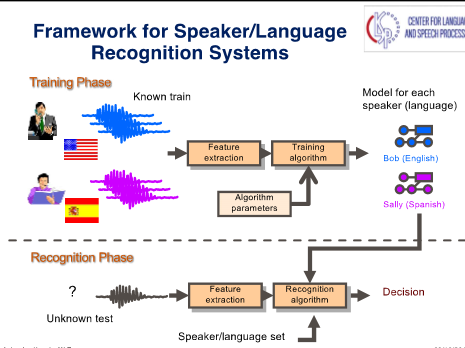 Framework for Speaker/Language
Recognition Systems
CENTER FOR LANGUA
AND SPEECH PROCESS
Training Phase
Known train
Model for each
speaker (language)
Feature
extraction
Training
algorithm
Bob (English)
Algorithm
parameters
Sally (Spanish)
Recognition Phase
?
Unknown test
Feature
extraction
Recognition
algorithm
Decision
Speaker/language set